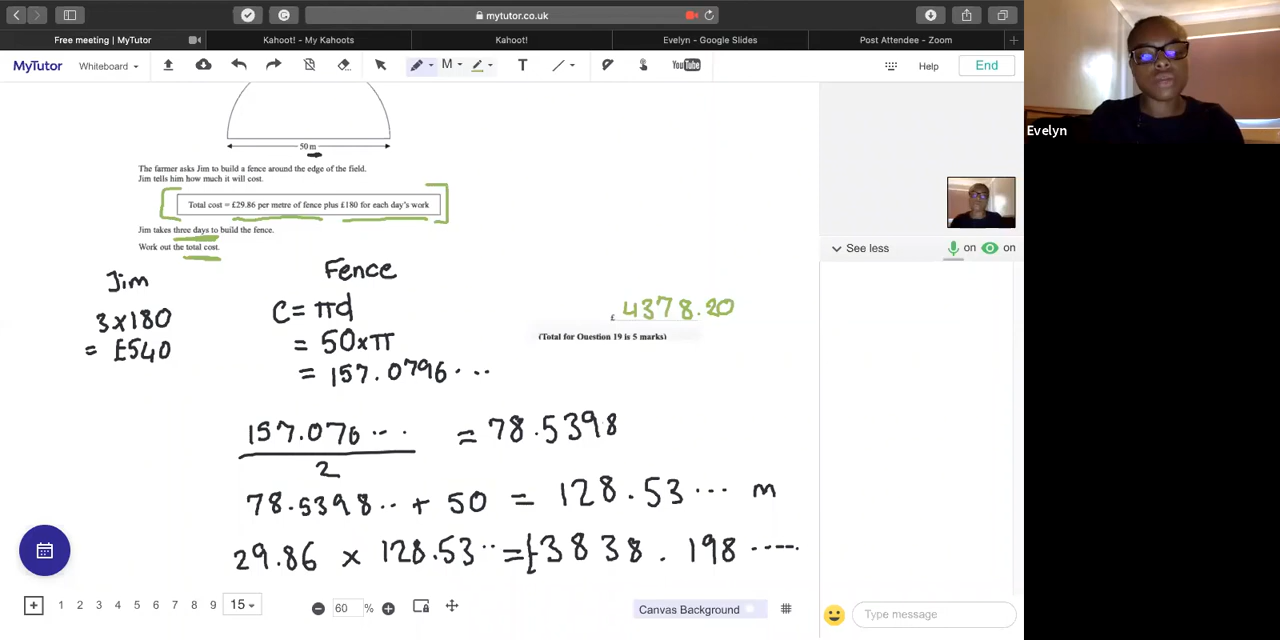 mytutor.co.uk
Free meeting | MyTutor
Kahoot! - My Kahoots
Kahoot!
Evelyn - Google Slides
Post Attendee - Zoom
MyTutor
Whiteboard
M
T
YouTube
Help
End
50 m
The farmer asks Jim to build a fence around the edge of the field.
Jim tells him how much it will cost.
Total cost = £29.86 per metre of fence plus £180 for each day's work
Jim takes three days to build the fence.
Work out the total cost.
Jim
3 x 180
= £540
Fence
C = πd
= 50 x π
= 157.0796...
£ 4378.20
(Total for Question 19 is 5 marks)
157.076... / 2 = 78.5398
78.5398.. + 50 = 128.53... m
29.86 x 128.53.. = £3838.198.....
1 2 3 4 5 6 7 8 9 15
60 %
Canvas Background
Evelyn
See less
on
on
Type message